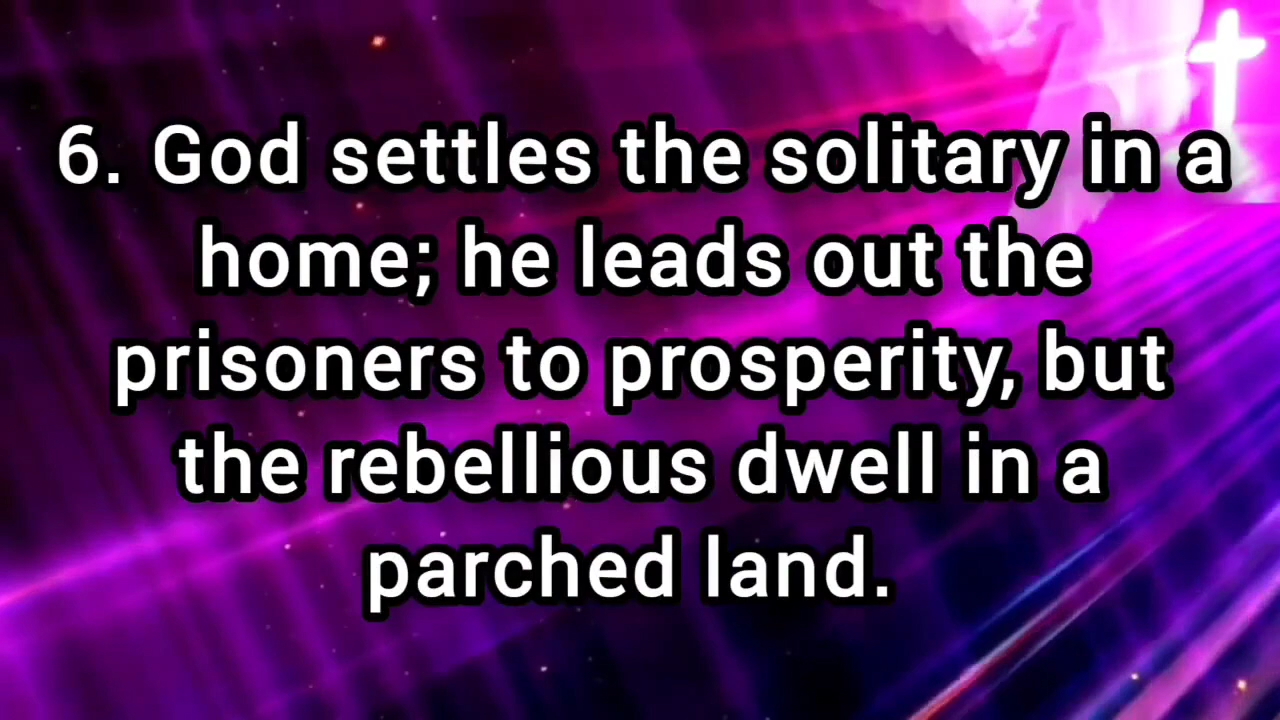 6. God settles the solitary in a
home; he leads out the
prisoners to prosperity, but
the rebellious dwell in a
parched land.